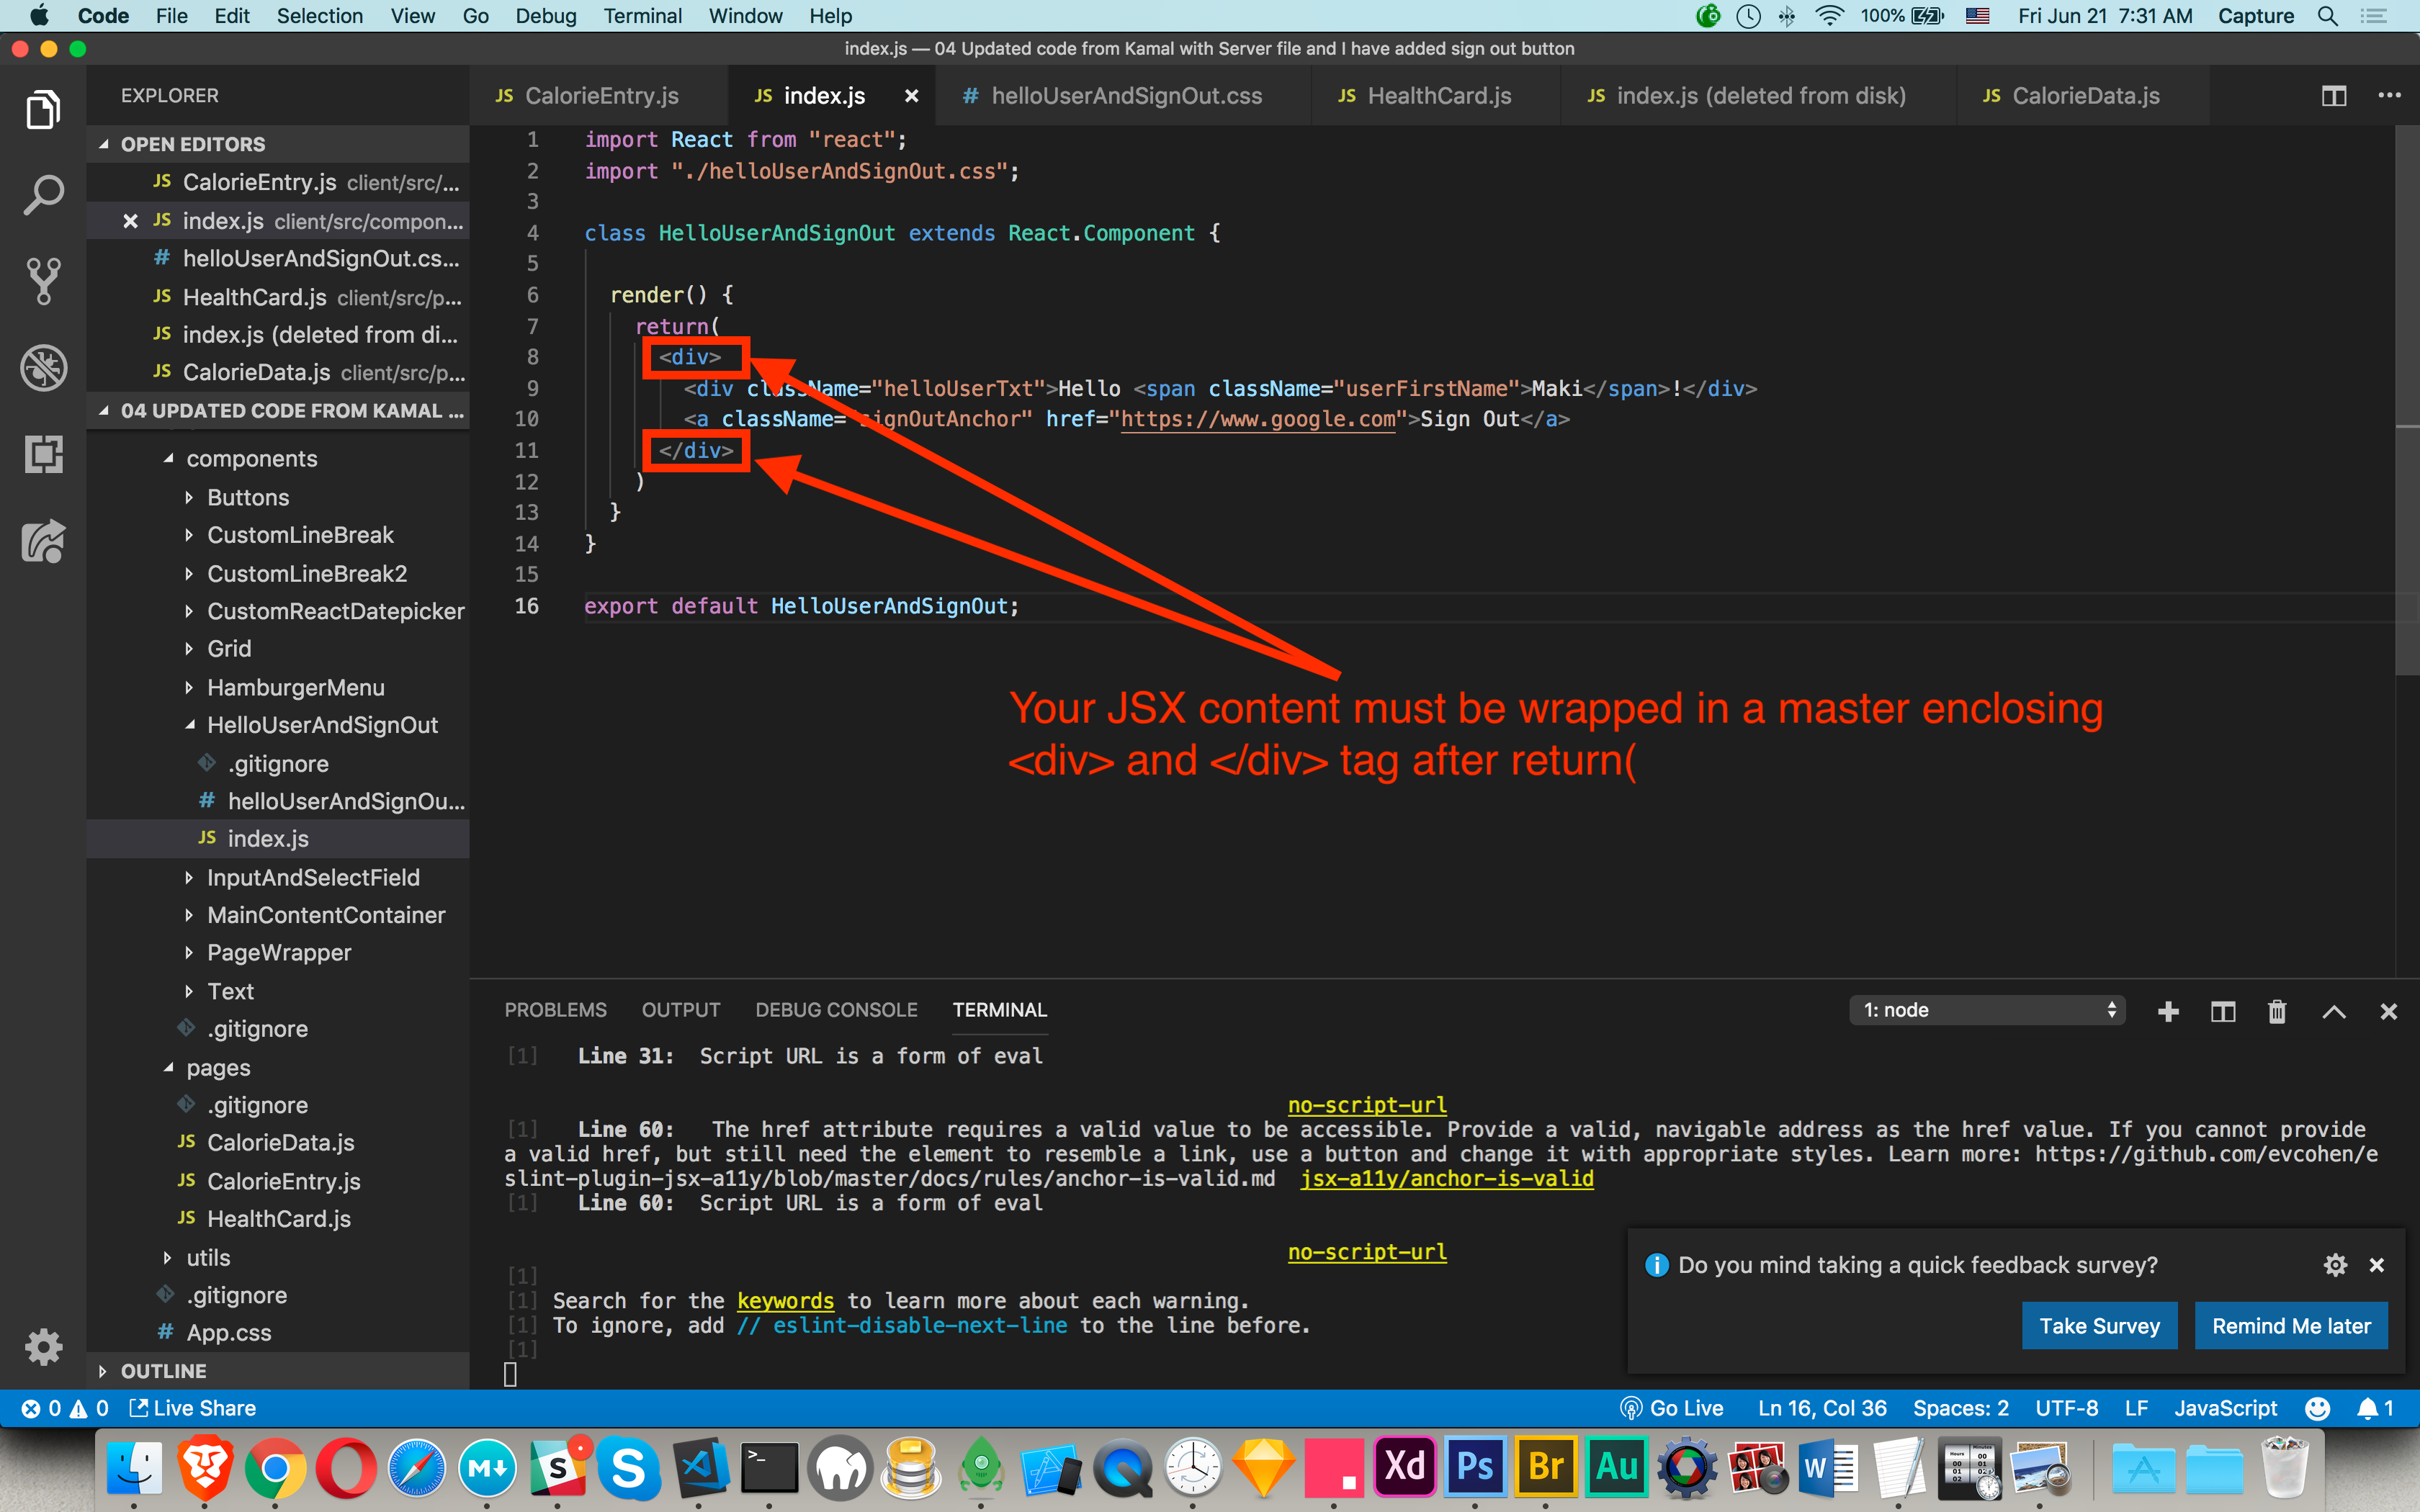 Code File Edit Selection View Go Debug Terminal Window Help 100% Fri Jun 21 7:31 AM Capture
index.js — 04 Updated code from Kamal with Server file and I have added sign out button
EXPLORER
OPEN EDITORS
JS CalorieEntry.js client/src/...
JS index.js client/src/compon...
# helloUserAndSignOut.cs...
JS HealthCard.js client/src/p...
JS index.js (deleted from di...
JS CalorieData.js client/src/p...
04 UPDATED CODE FROM KAMAL ...
components
Buttons
CustomLineBreak
CustomLineBreak2
CustomReactDatepicker
Grid
HamburgerMenu
HelloUserAndSignOut
.gitignore
# helloUserAndSignOu...
JS index.js
InputAndSelectField
MainContentContainer
PageWrapper
Text
.gitignore
pages
.gitignore
JS CalorieData.js
JS CalorieEntry.js
JS HealthCard.js
utils
.gitignore
# App.css
OUTLINE
JS CalorieEntry.js JS index.js # helloUserAndSignOut.css JS HealthCard.js JS index.js (deleted from disk) JS CalorieData.js
1 import React from "react";
2 import "./helloUserAndSignOut.css";
3
4 class HelloUserAndSignOut extends React.Component {
5
6 render() {
7 return(
8 <div>
9 <div className="helloUserTxt">Hello <span className="userFirstName">Maki</span>!</div>
10 <a className="signOutAnchor" href="https://www.google.com">Sign Out</a>
11 </div>
12 )
13 }
14 }
15
16 export default HelloUserAndSignOut;
Your JSX content must be wrapped in a master enclosing
<div> and </div> tag after return(
PROBLEMS OUTPUT DEBUG CONSOLE TERMINAL 1: node
[1] Line 31: Script URL is a form of eval
no-script-url
[1] Line 60: The href attribute requires a valid value to be accessible. Provide a valid, navigable address as the href value. If you cannot provide
a valid href, but still need the element to resemble a link, use a button and change it with appropriate styles. Learn more: https://github.com/evcohen/e
slint-plugin-jsx-a11y/blob/master/docs/rules/anchor-is-valid.md jsx-a11y/anchor-is-valid
[1] Line 60: Script URL is a form of eval
no-script-url
[1]
[1] Search for the keywords to learn more about each warning.
[1] To ignore, add // eslint-disable-next-line to the line before.
[1]
Do you mind taking a quick feedback survey?
Take Survey Remind Me later
0 0 Live Share Go Live Ln 16, Col 36 Spaces: 2 UTF-8 LF JavaScript 1
M S S >_ Xd Ps Br Au W